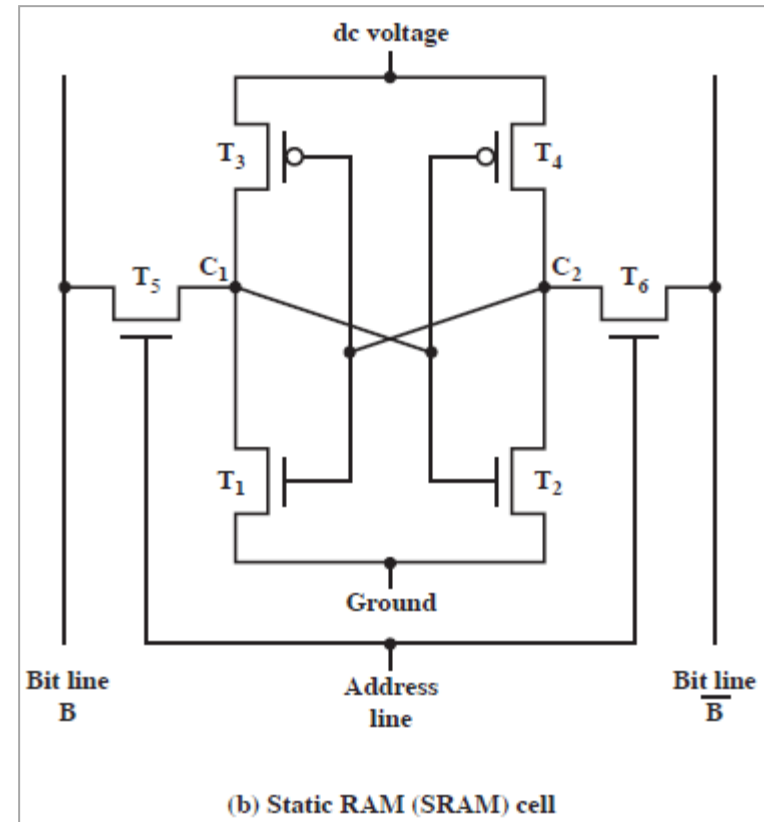 dc voltage
T3
T4
T5
C1
C2
T6
T1
T2
Ground
Bit line
B
Address
line
Bit line
B̅
(b) Static RAM (SRAM) cell